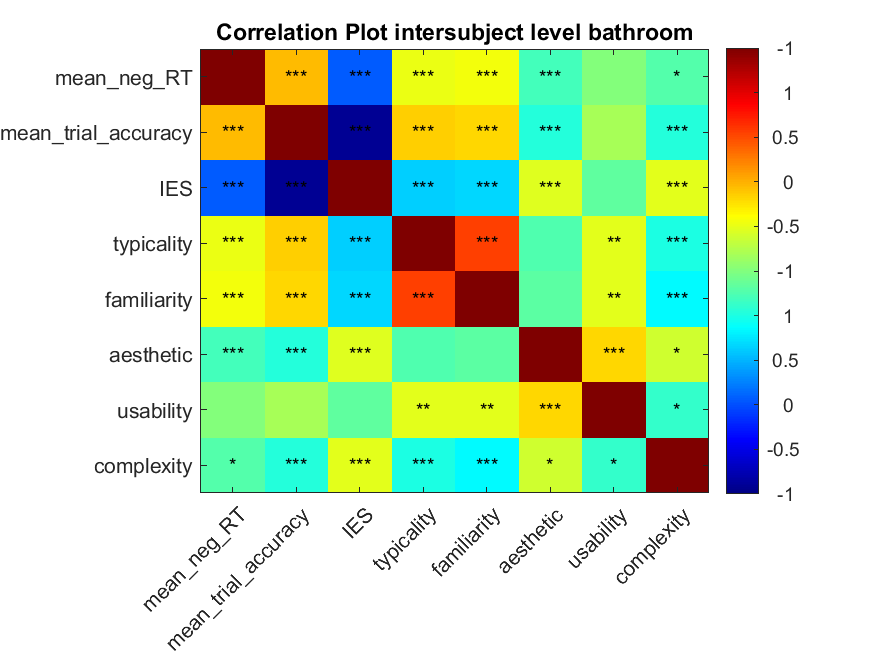 Correlation Plot intersubject level bathroom
mean_neg_RT *** *** *** *** *** *
mean_trial_accuracy *** *** *** *** *** ***
IES *** *** *** *** *** ***
typicality *** *** *** *** ** ***
familiarity *** *** *** *** ** ***
aesthetic *** *** *** *** *
usability ** ** *** *
complexity * *** *** *** *** * *
mean_neg_RT
mean_trial_accuracy
IES
typicality
familiarity
aesthetic
usability
complexity
-1
1
0.5
0
-0.5
-1
1
0.5
0
-0.5
-1